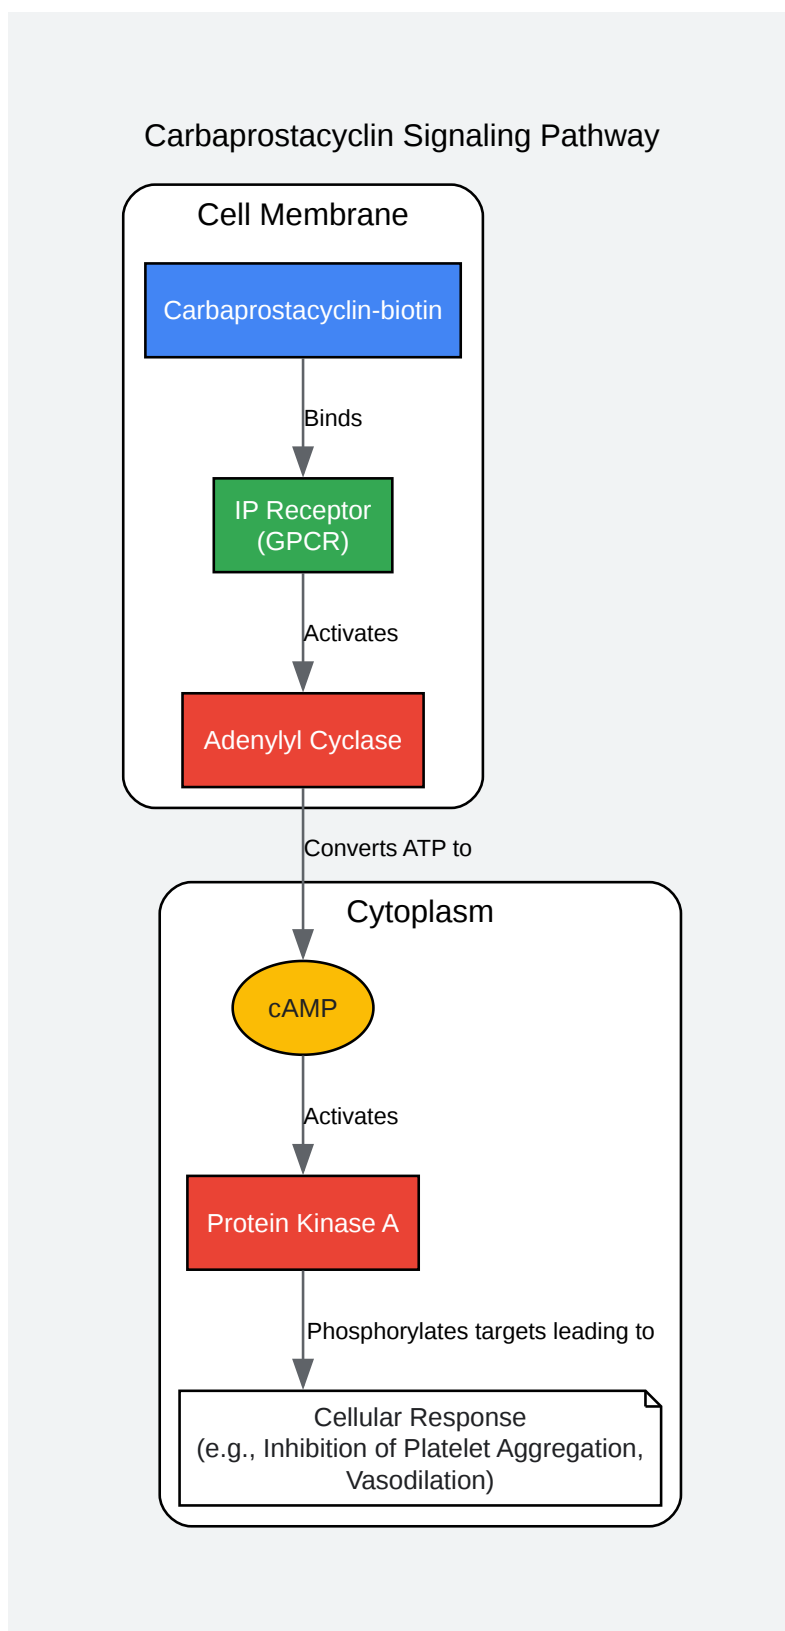 Carbaprostacyclin Signaling Pathway
Cell Membrane
Carbaprostacyclin-biotin
Binds
IP Receptor
(GPCR)
Activates
Adenylyl Cyclase
Converts ATP to
Cytoplasm
cAMP
Activates
Protein Kinase A
Phosphorylates targets leading to
Cellular Response
(e.g., Inhibition of Platelet Aggregation,
Vasodilation)